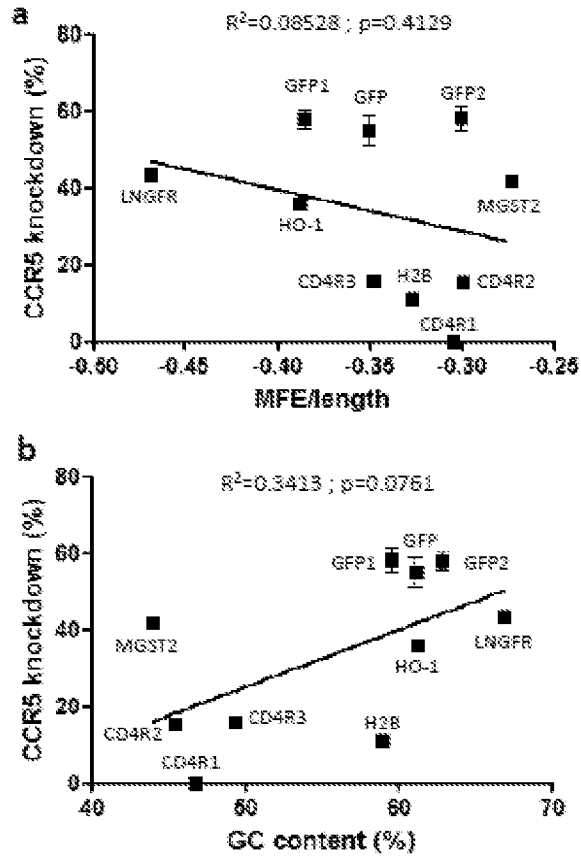 a
R²=0.08528 ; p=0.4129
CCR5 knockdown (%)
80
60
40
20
0
GFP1
GFP
GFP2
LNGFR
HO-1
MGST2
CD4R3
H2B
CD4R2
CD4R1
-0.50
-0.45
-0.40
-0.35
-0.30
-0.25
MFE/length
b
R²=0.3413 ; p=0.0761
CCR5 knockdown (%)
80
60
40
20
0
GFP1
GFP
GFP2
MGST2
HO-1
LNGFR
CD4R2
CD4R3
H2B
CD4R1
40
50
60
70
GC content (%)